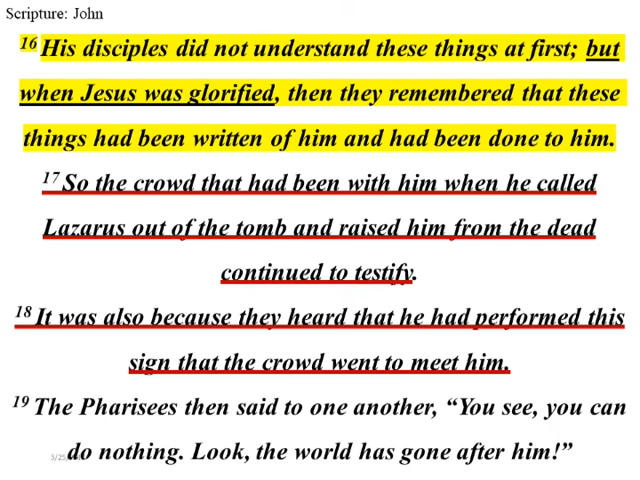 Scripture: John
16 His disciples did not understand these things at first; but
when Jesus was glorified, then they remembered that these
things had been written of him and had been done to him.
17 So the crowd that had been with him when he called
Lazarus out of the tomb and raised him from the dead
continued to testify.
18 It was also because they heard that he had performed this
sign that the crowd went to meet him.
19 The Pharisees then said to one another, “You see, you can
do nothing. Look, the world has gone after him!”